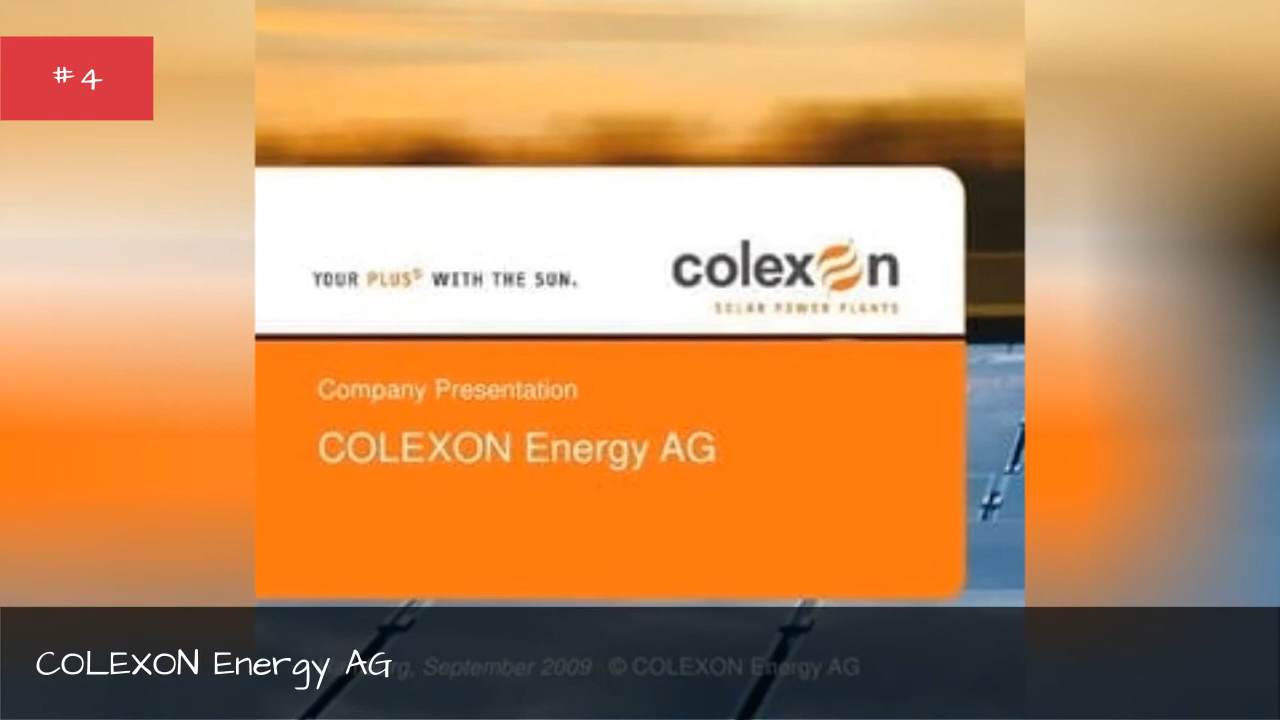 #4
YOUR PLUS® WITH THE SUN.
colexon
SOLAR POWER PLANTS
Company Presentation
COLEXON Energy AG
COLEXON Energy AG
September 2009 © COLEXON Energy AG